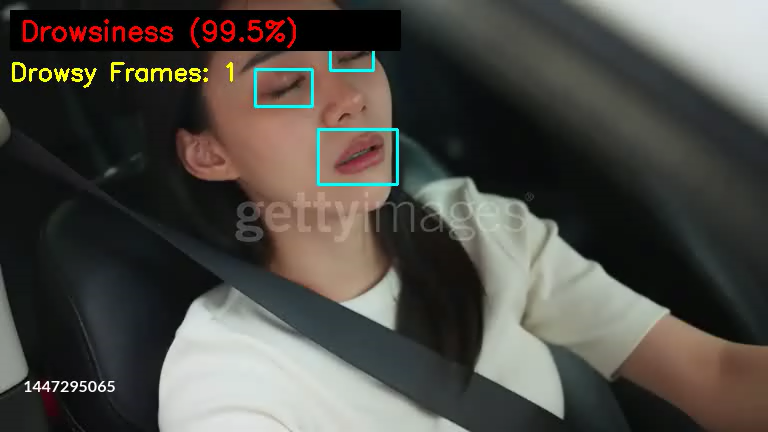 Drowsiness (99.5%)
Drowsy Frames: 1
gettyimages®
1447295065